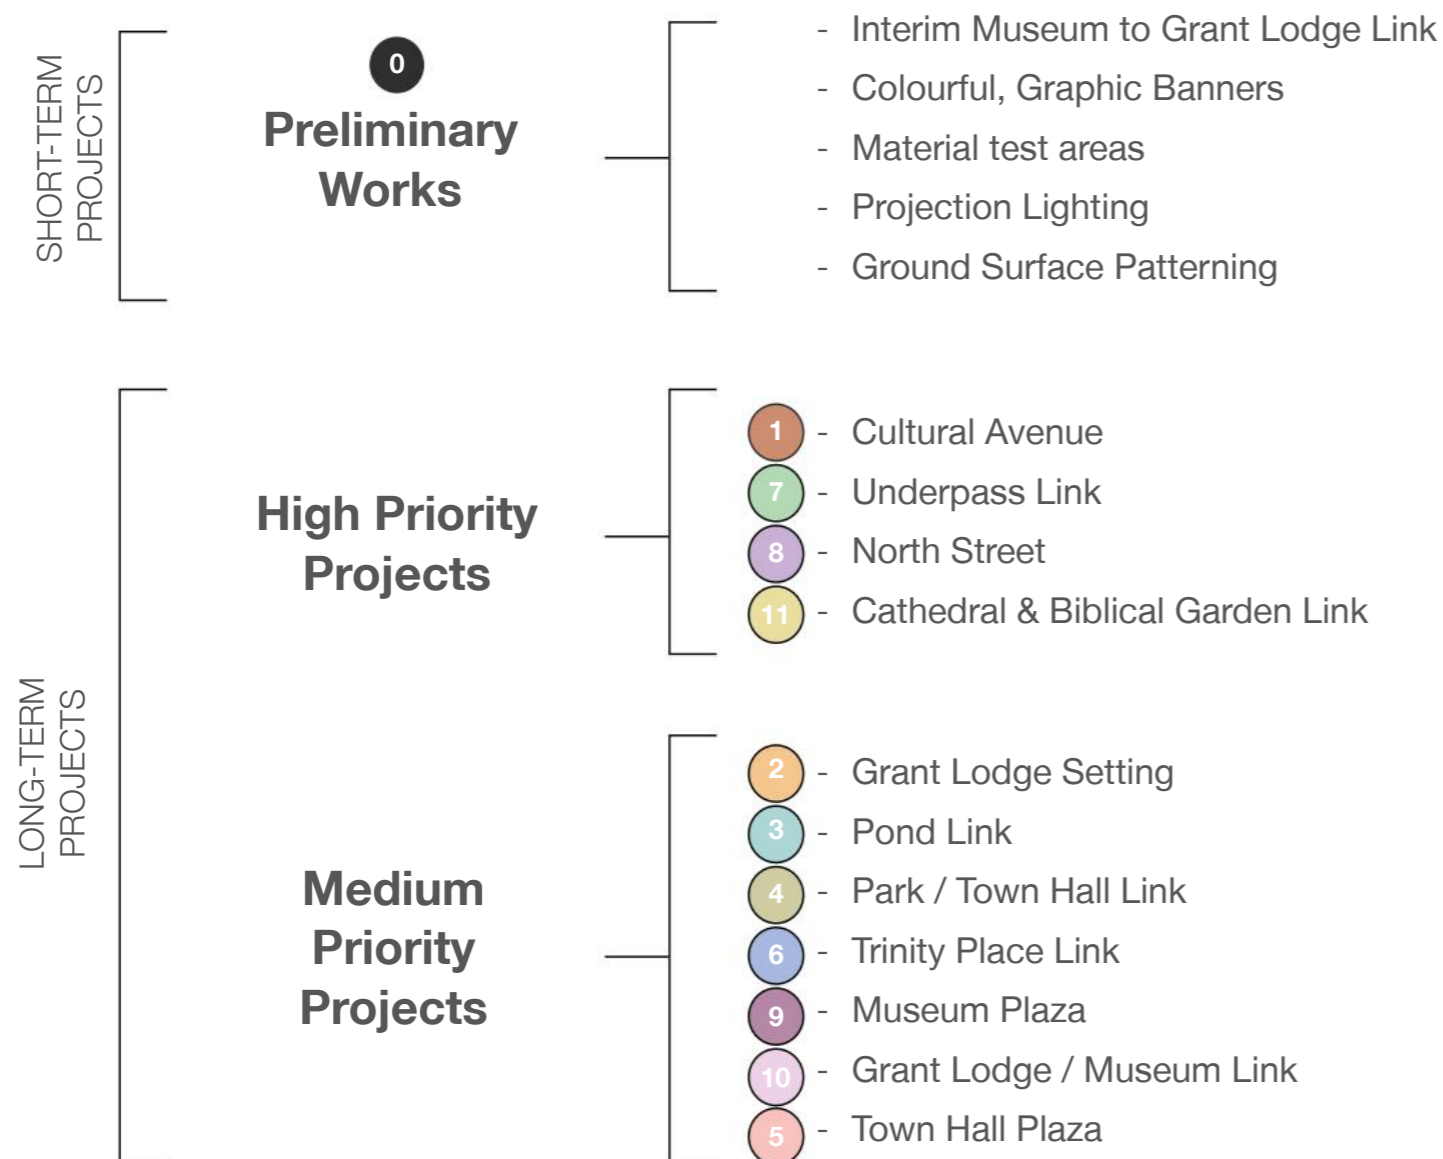 SHORT-TERM
PROJECTS
0
Preliminary
Works
- Interim Museum to Grant Lodge Link
- Colourful, Graphic Banners
- Material test areas
- Projection Lighting
- Ground Surface Patterning
LONG-TERM
PROJECTS
High Priority
Projects
1 - Cultural Avenue
7 - Underpass Link
8 - North Street
11 - Cathedral & Biblical Garden Link
Medium
Priority
Projects
2 - Grant Lodge Setting
3 - Pond Link
4 - Park / Town Hall Link
6 - Trinity Place Link
9 - Museum Plaza
10 - Grant Lodge / Museum Link
5 - Town Hall Plaza